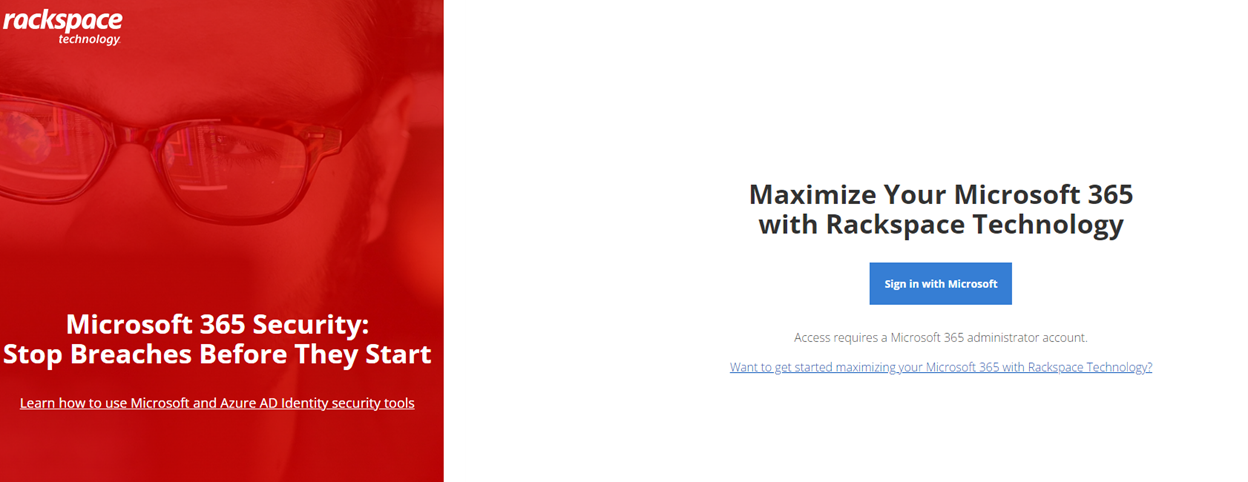 rackspace
technology.
Microsoft 365 Security:
Stop Breaches Before They Start
Learn how to use Microsoft and Azure AD Identity security tools
Maximize Your Microsoft 365
with Rackspace Technology
Sign in with Microsoft
Access requires a Microsoft 365 administrator account.
Want to get started maximizing your Microsoft 365 with Rackspace Technology?